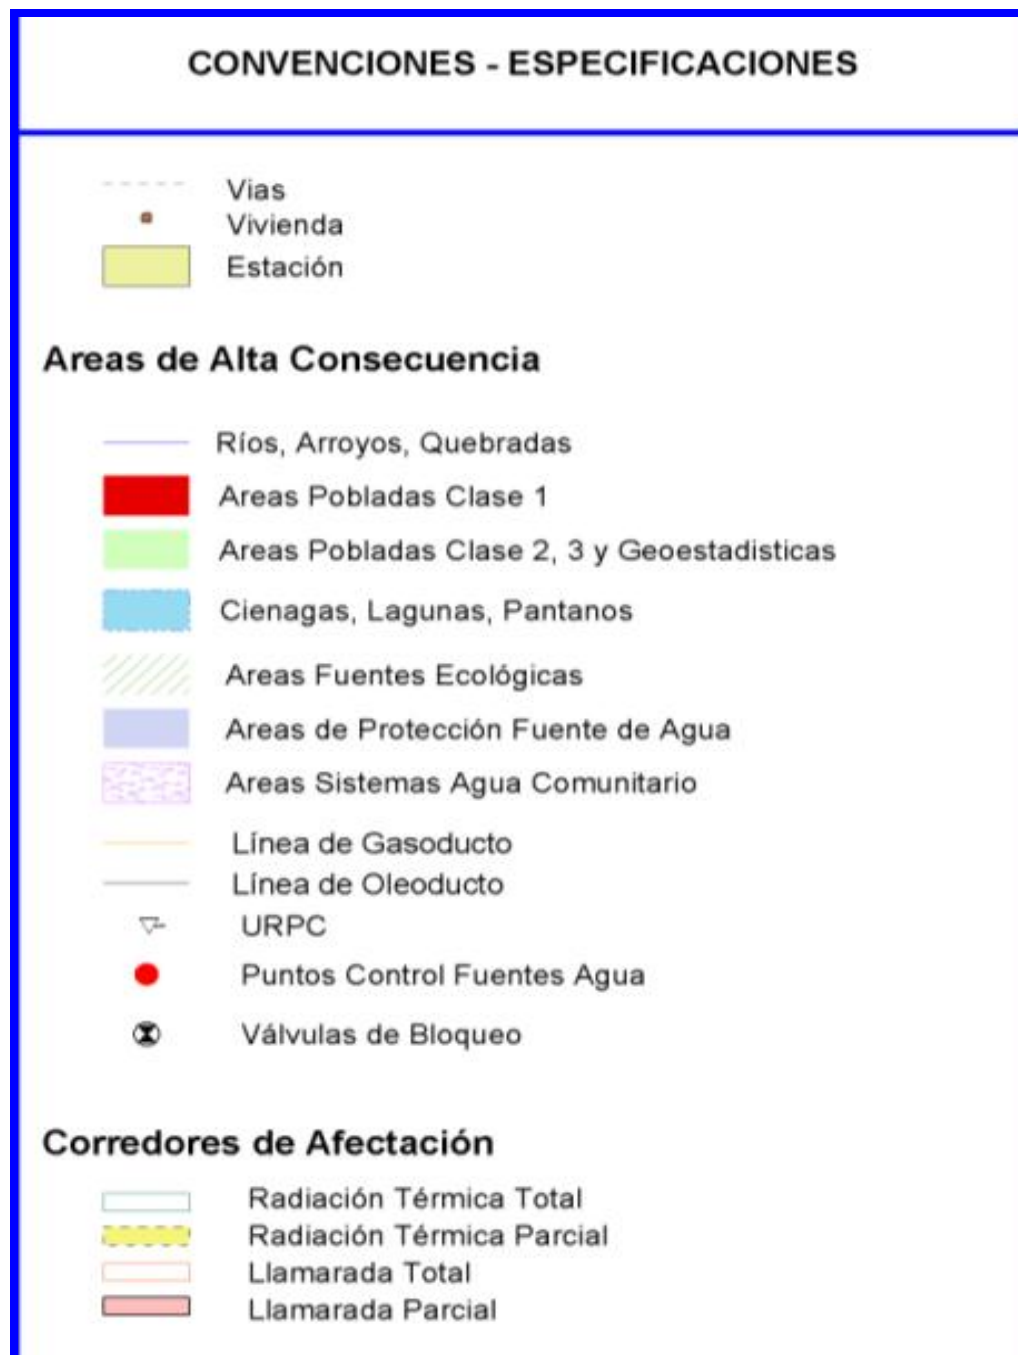 CONVENCIONES - ESPECIFICACIONES
Vias
Vivienda
Estación
Areas de Alta Consecuencia
Ríos, Arroyos, Quebradas
Areas Pobladas Clase 1
Areas Pobladas Clase 2, 3 y Geoestadisticas
Cienagas, Lagunas, Pantanos
Areas Fuentes Ecológicas
Areas de Protección Fuente de Agua
Areas Sistemas Agua Comunitario
Línea de Gasoducto
Línea de Oleoducto
URPC
Puntos Control Fuentes Agua
Válvulas de Bloqueo
Corredores de Afectación
Radiación Térmica Total
Radiación Térmica Parcial
Llamarada Total
Llamarada Parcial